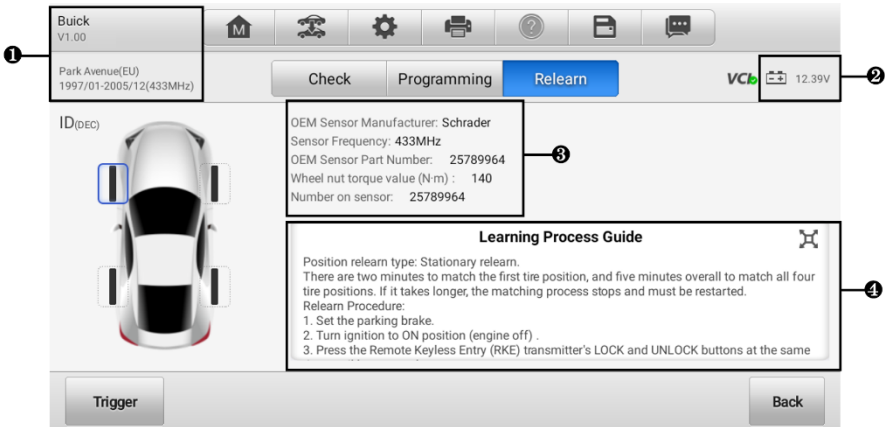 Buick
V1.00
M
❶
Park Avenue(EU)
1997/01-2005/12(433MHz)
Check
Programming
Relearn
VCI
12.39V
❷
ID(DEC)
OEM Sensor Manufacturer: Schrader
Sensor Frequency: 433MHz
OEM Sensor Part Number: 25789964
Wheel nut torque value (N·m) : 140
Number on sensor: 25789964
❸
Learning Process Guide
Position relearn type: Stationary relearn.
There are two minutes to match the first tire position, and five minutes overall to match all four
tire positions. If it takes longer, the matching process stops and must be restarted.
Relearn Procedure:
1. Set the parking brake.
2. Turn ignition to ON position (engine off) .
3. Press the Remote Keyless Entry (RKE) transmitter's LOCK and UNLOCK buttons at the same
❹
Trigger
Back